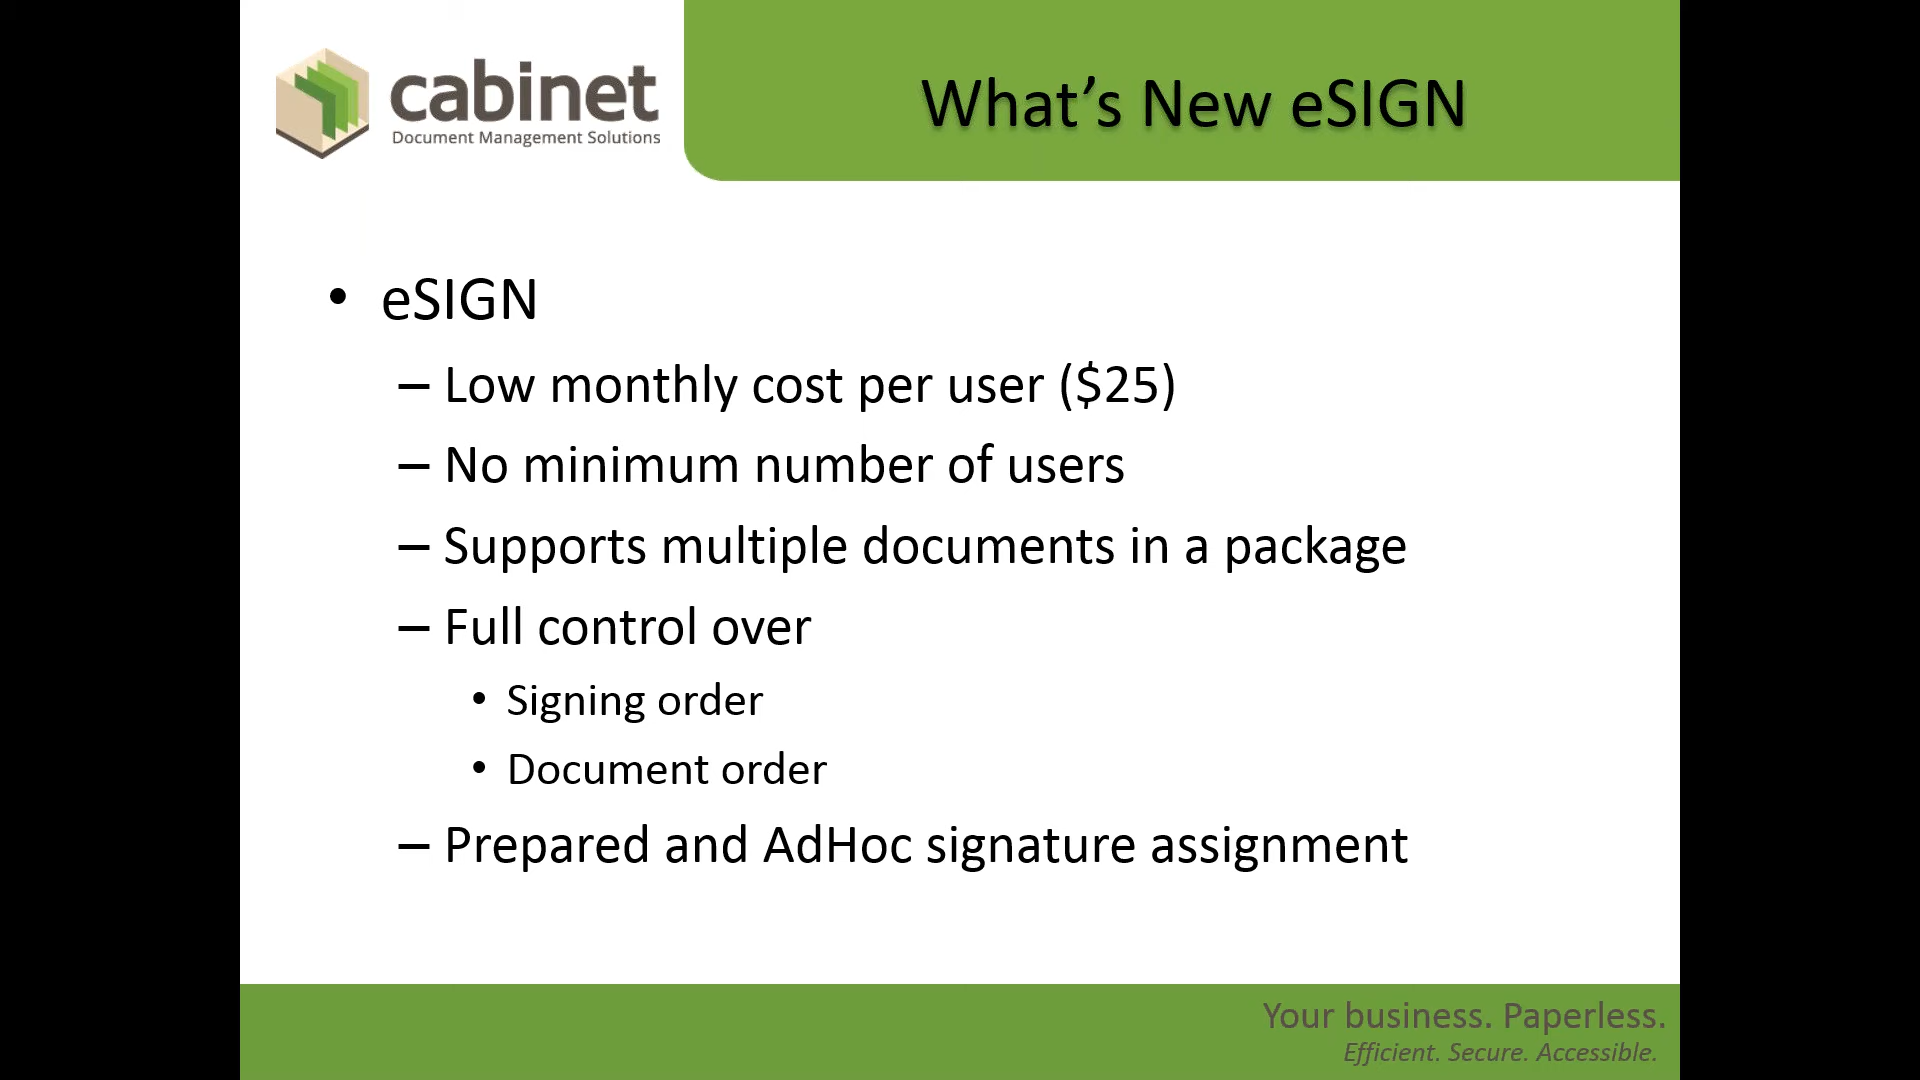 cabinet
Document Management Solutions
What’s New eSIGN
• eSIGN
– Low monthly cost per user ($25)
– No minimum number of users
– Supports multiple documents in a package
– Full control over
• Signing order
• Document order
– Prepared and AdHoc signature assignment
Your business. Paperless.
Efficient. Secure. Accessible.